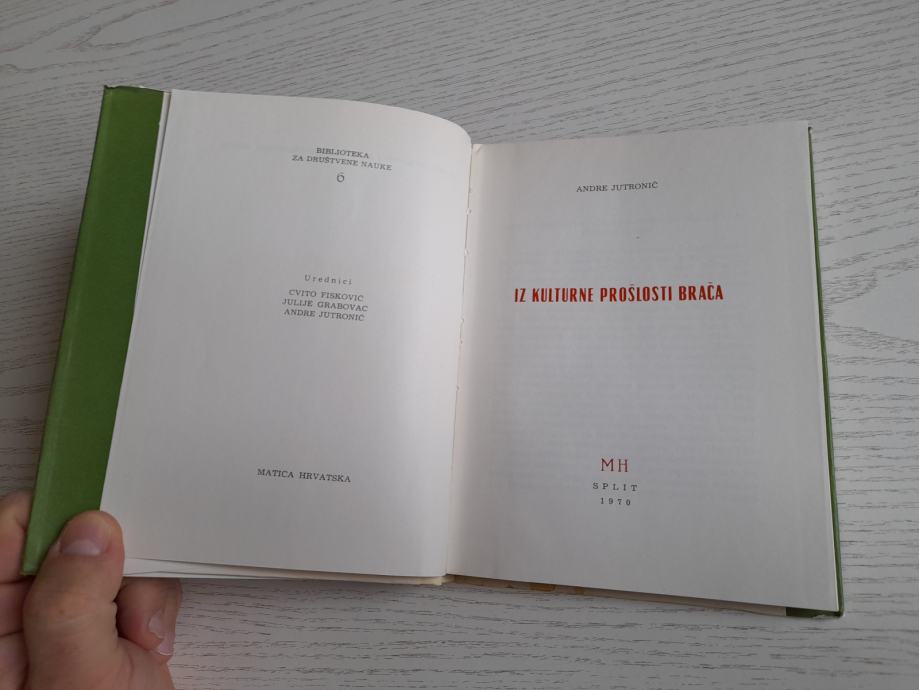 BIBLIOTEKA
ZA DRUŠTVENE NAUKE
6
Urednici
CVITO FISKOVIĆ
JULIJE GRABOVAC
ANDRE JUTRONIĆ
MATICA HRVATSKA
ANDRE JUTRONIĆ
IZ KULTURNE PROŠLOSTI BRAČA
MH
SPLIT
1970